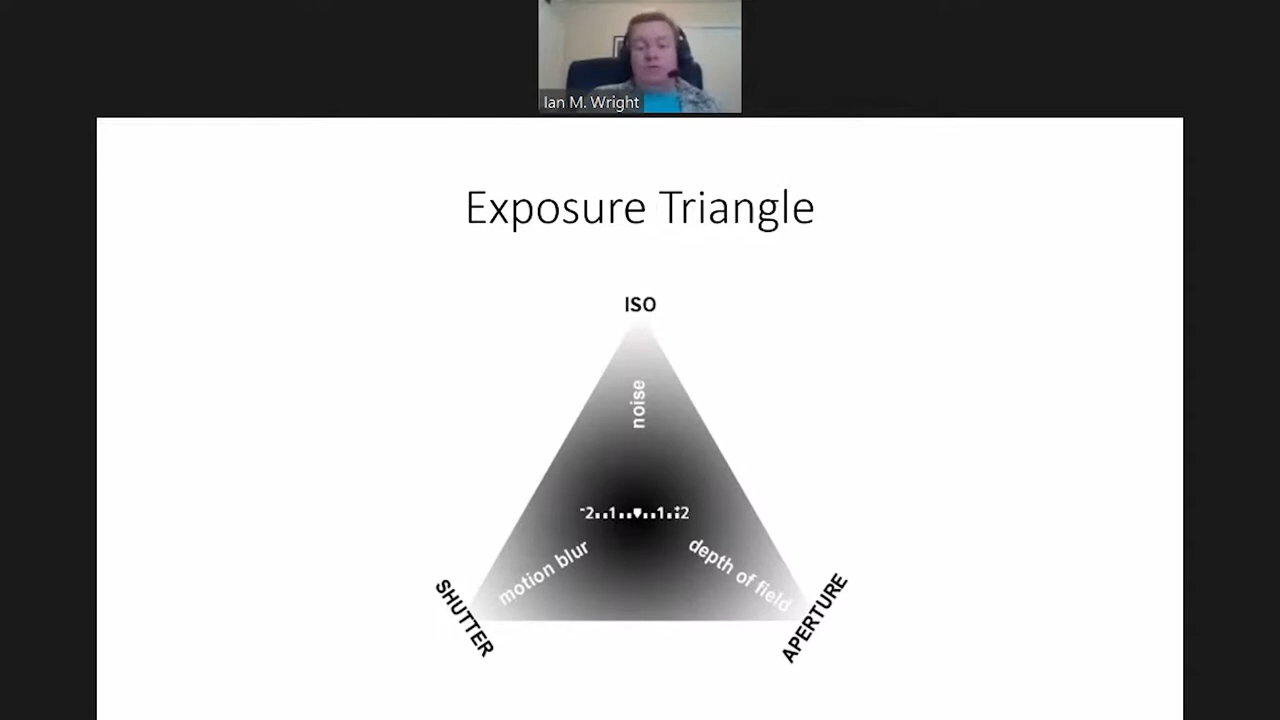 Ian M. Wright
Exposure Triangle
ISO
noise
-2..1..▾..1.‡2
motion blur
depth of field
SHUTTER
APERTURE